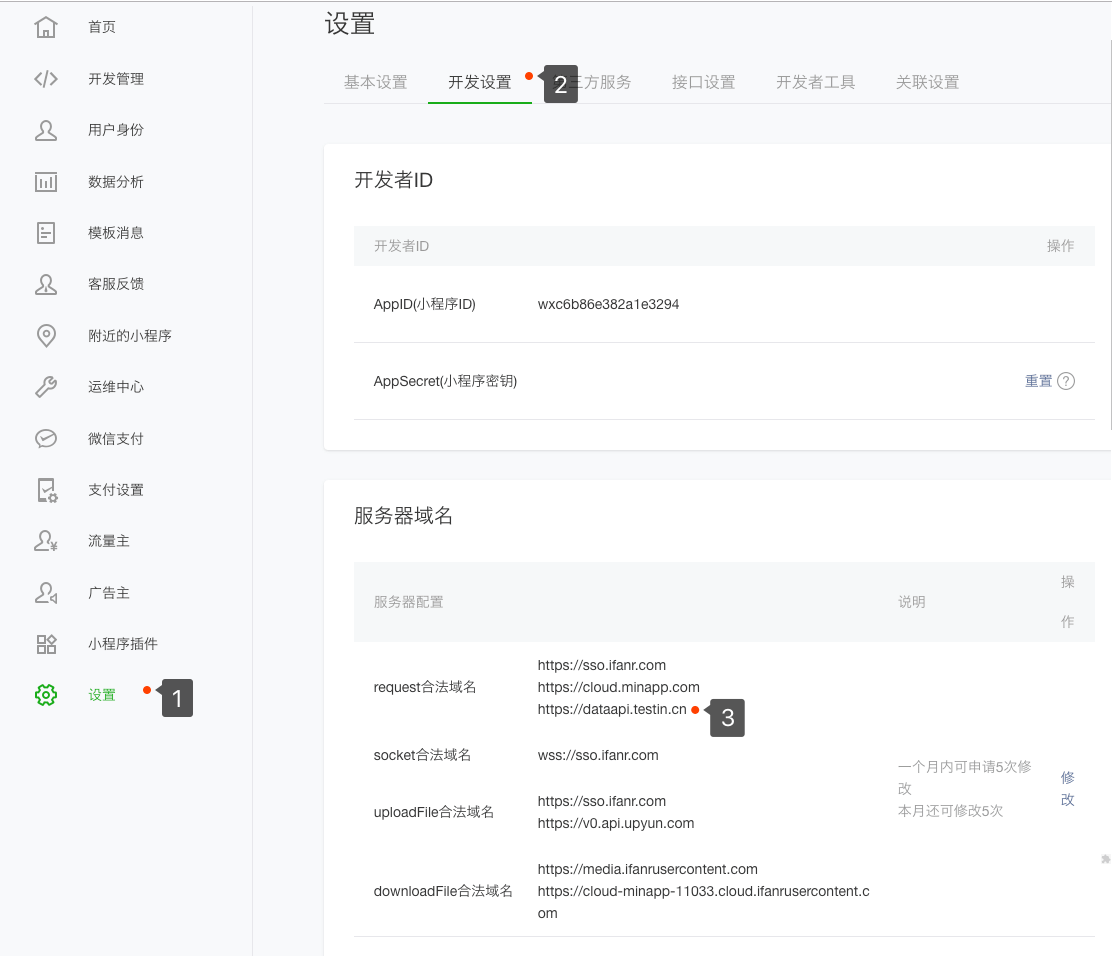 首页
开发管理
用户身份
数据分析
模板消息
客服反馈
附近的小程序
运维中心
微信支付
支付设置
流量主
广告主
小程序插件
设置
1
设置
基本设置
开发设置
2
三方服务
接口设置
开发者工具
关联设置
开发者ID
开发者ID
操作
AppID(小程序ID)
wxc6b86e382a1e3294
AppSecret(小程序密钥)
重置
?
服务器域名
服务器配置
说明
操
作
request合法域名
https://sso.ifanr.com
https://cloud.minapp.com
https://dataapi.testin.cn
3
socket合法域名
wss://sso.ifanr.com
uploadFile合法域名
https://sso.ifanr.com
https://v0.api.upyun.com
downloadFile合法域名
https://media.ifanrusercontent.com
https://cloud-minapp-11033.cloud.ifanrusercontent.c
om
一个月内可申请5次修
改
本月还可修改5次
修
改